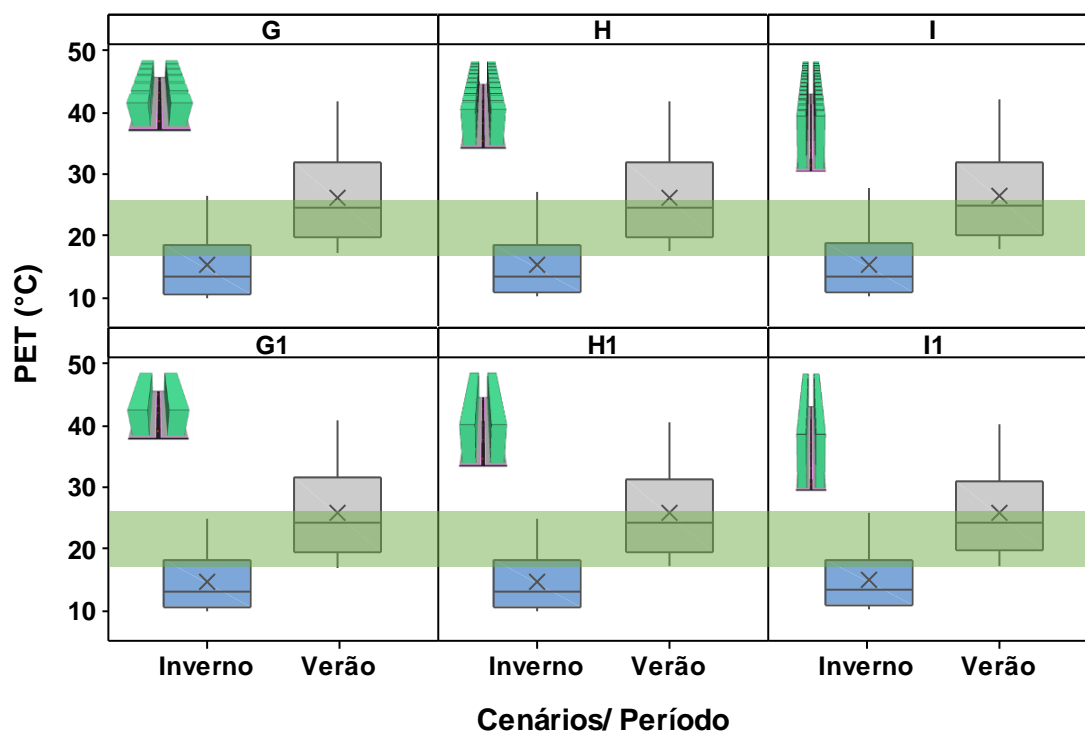 G H I
50
40
30
20
10
G1 H1 I1
50
40
30
20
10
PET (°C)
Inverno Verão Inverno Verão Inverno Verão
Cenários/ Período